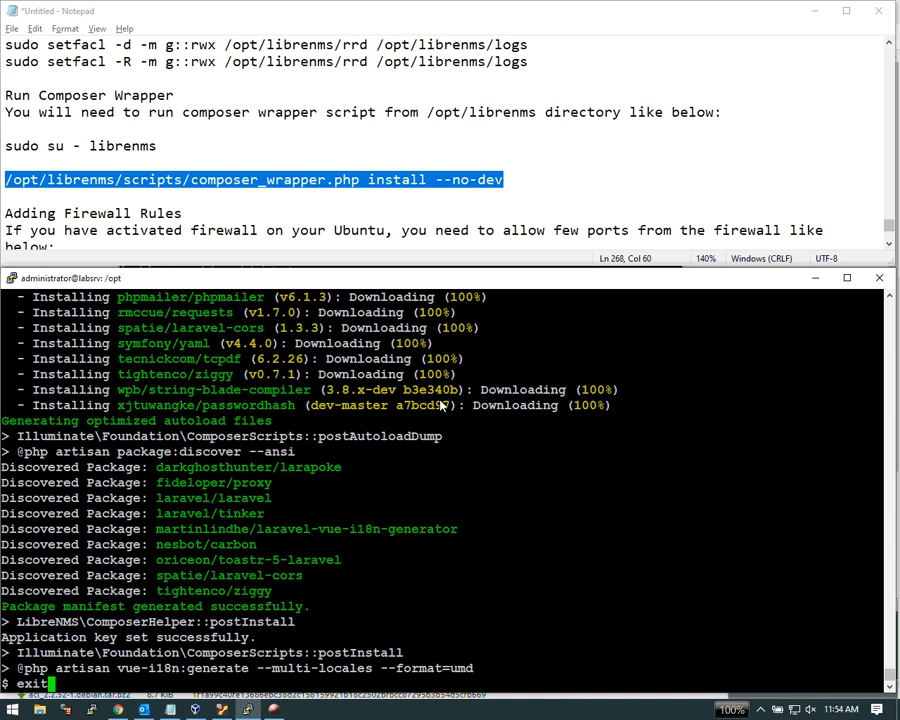 *Untitled - Notepad
File Edit Format View Help
sudo setfacl -d -m g::rwx /opt/librenms/rrd /opt/librenms/logs
sudo setfacl -R -m g::rwx /opt/librenms/rrd /opt/librenms/logs
Run Composer Wrapper
You will need to run composer wrapper script from /opt/librenms directory like below:
sudo su - librenms
/opt/librenms/scripts/composer_wrapper.php install --no-dev
Adding Firewall Rules
If you have activated firewall on your Ubuntu, you need to allow few ports from the firewall like
below:
Ln 268, Col 60 140% Windows (CRLF) UTF-8
administrator@labsrv: /opt
- Installing phpmailer/phpmailer (v6.1.3): Downloading (100%)
- Installing rmccue/requests (v1.7.0): Downloading (100%)
- Installing spatie/laravel-cors (1.3.3): Downloading (100%)
- Installing symfony/yaml (v4.4.0): Downloading (100%)
- Installing tecnickcom/tcpdf (6.2.26): Downloading (100%)
- Installing tightenco/ziggy (v0.7.1): Downloading (100%)
- Installing wpb/string-blade-compiler (3.8.x-dev b3e340b): Downloading (100%)
- Installing xjtuwangke/passwordhash (dev-master a7bcd97): Downloading (100%)
Generating optimized autoload files
> Illuminate\Foundation\ComposerScripts::postAutoloadDump
> @php artisan package:discover --ansi
Discovered Package: darkghosthunter/larapoke
Discovered Package: fideloper/proxy
Discovered Package: laravel/laravel
Discovered Package: laravel/tinker
Discovered Package: martinlindhe/laravel-vue-i18n-generator
Discovered Package: nesbot/carbon
Discovered Package: oriceon/toastr-5-laravel
Discovered Package: spatie/laravel-cors
Discovered Package: tightenco/ziggy
Package manifest generated successfully.
> LibreNMS\ComposerHelper::postInstall
Application key set successfully.
> Illuminate\Foundation\ComposerScripts::postInstall
> @php artisan vue-i18n:generate --multi-locales --format=umd
$ exit
100% 11:54 AM